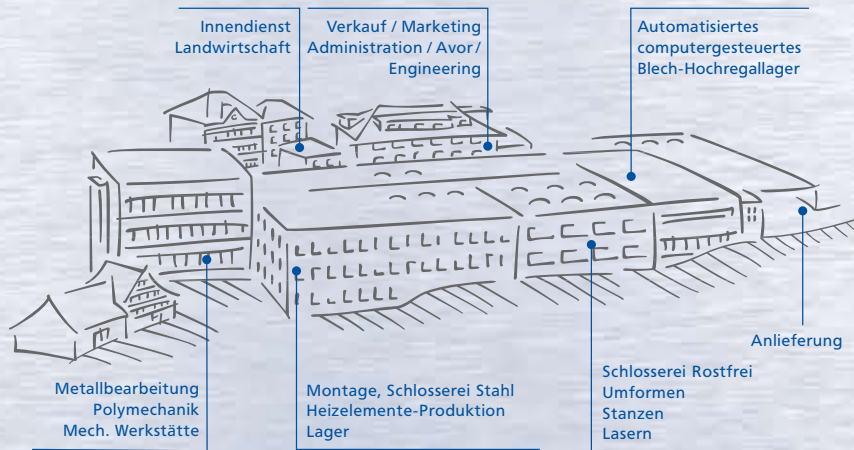 Innendienst
Landwirtschaft
Verkauf / Marketing
Administration / Avor /
Engineering
Automatisiertes
computergesteuertes
Blech-Hochregallager
Anlieferung
Metallbearbeitung
Polymechanik
Mech. Werkstätte
Montage, Schlosserei Stahl
Heizelemente-Produktion
Lager
Schlosserei Rostfrei
Umformen
Stanzen
Lasern